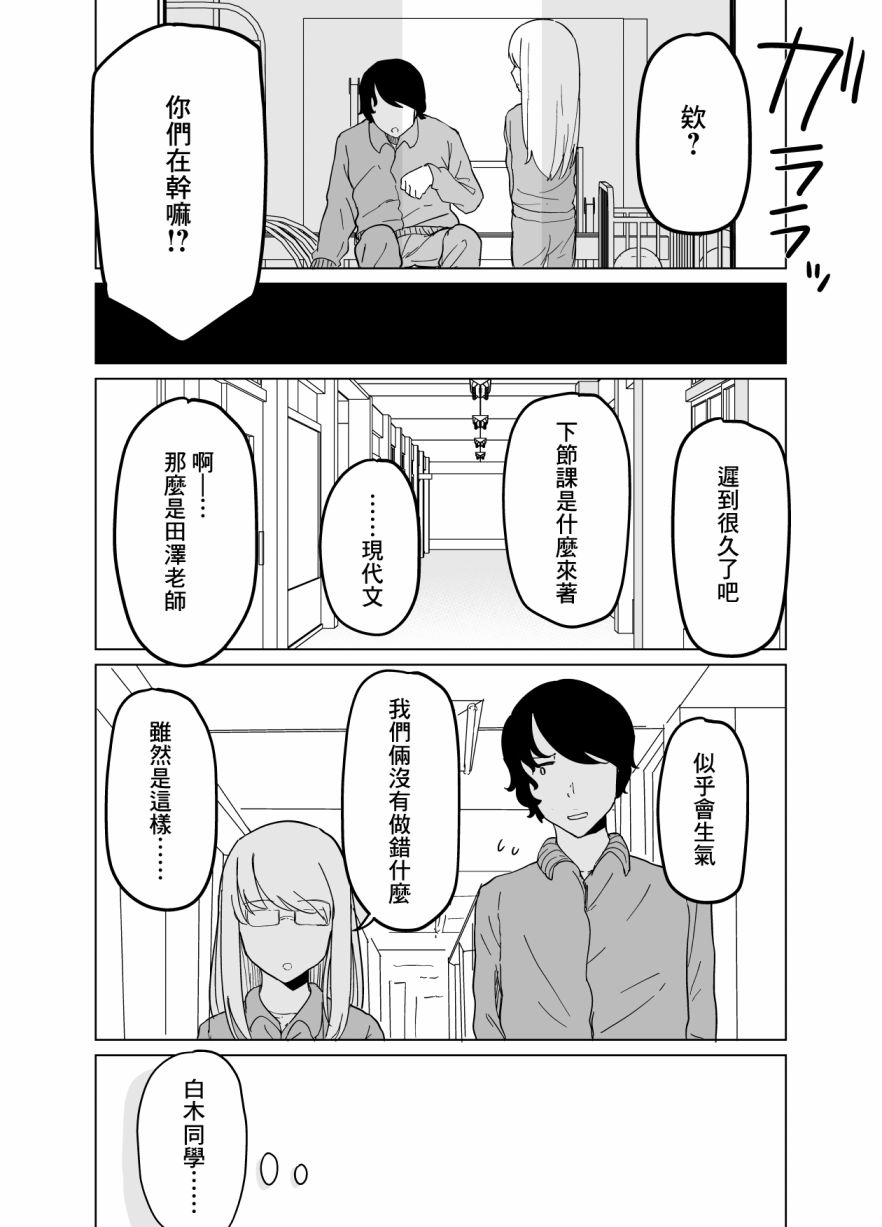 ガラララッ
欸?
你們在幹嘛!?
遲到很久了吧
下節課是什麼來著
……現代文
啊─…
那麼是田澤老師
似乎會生氣
我們倆沒有做錯什麼
雖然是這樣……
白木同學……